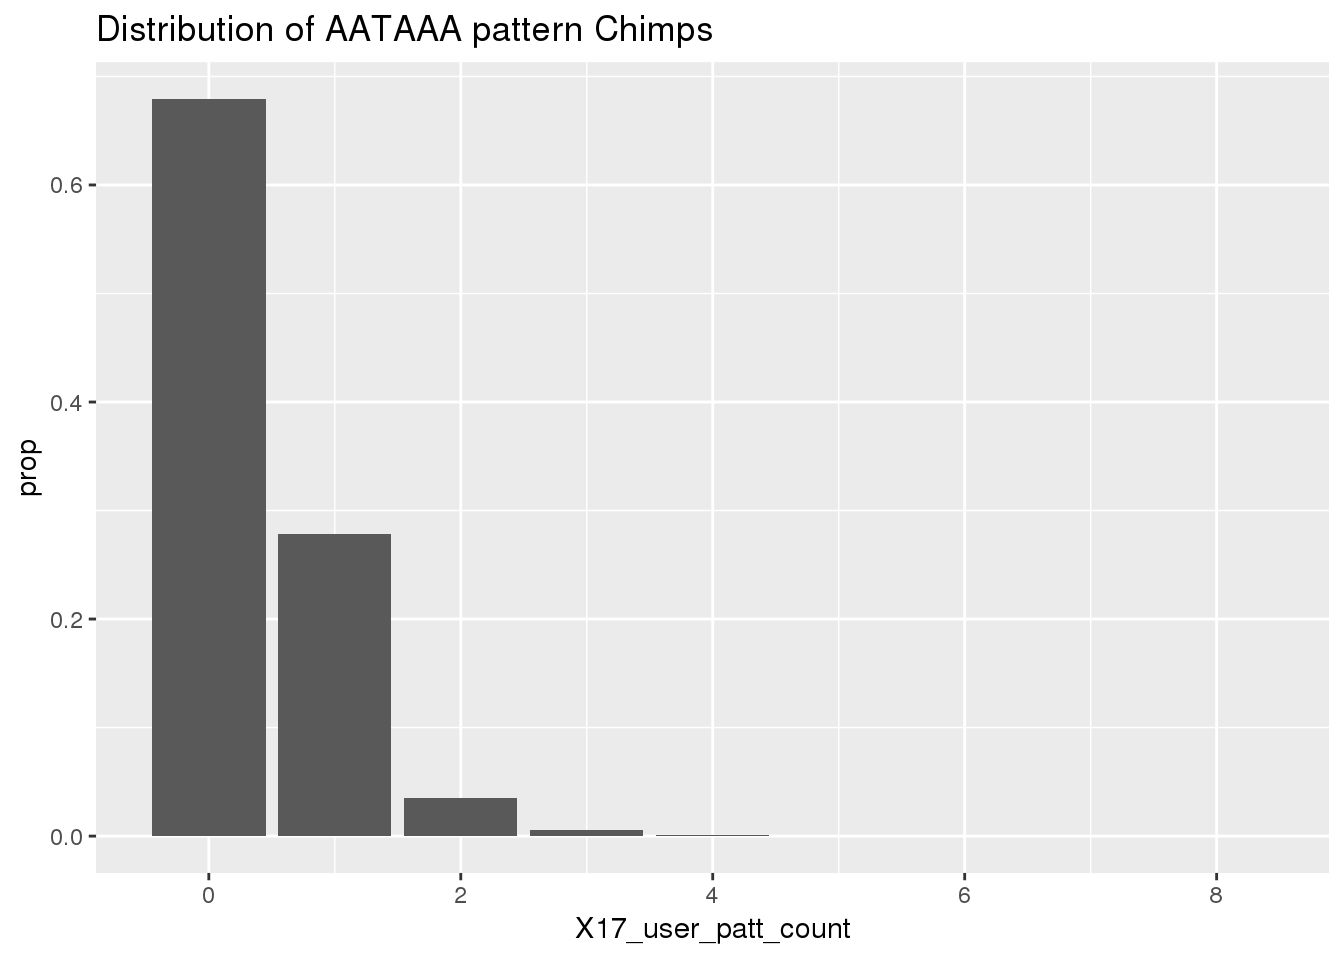 Distribution of AATAAA pattern Chimps
0.6
0.4
0.2
0.0
prop
0 2 4 6 8
X17_user_patt_count